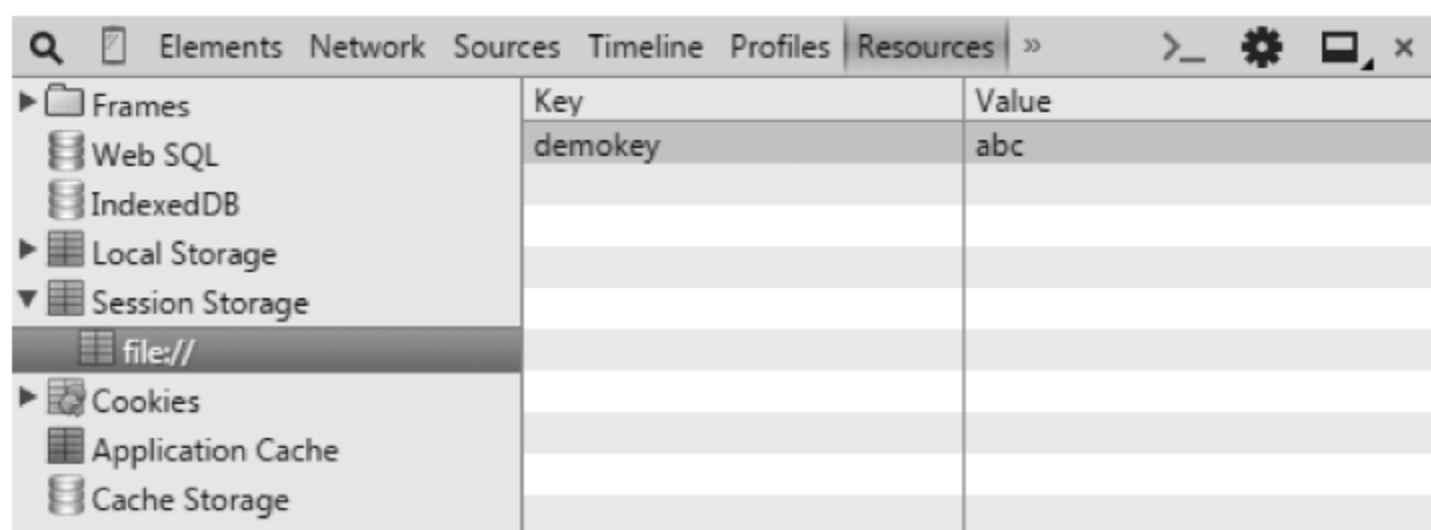 Elements Network Sources Timeline Profiles Resources »
Frames
Web SQL
IndexedDB
Local Storage
Session Storage
file://
Cookies
Application Cache
Cache Storage
Key Value
demokey abc